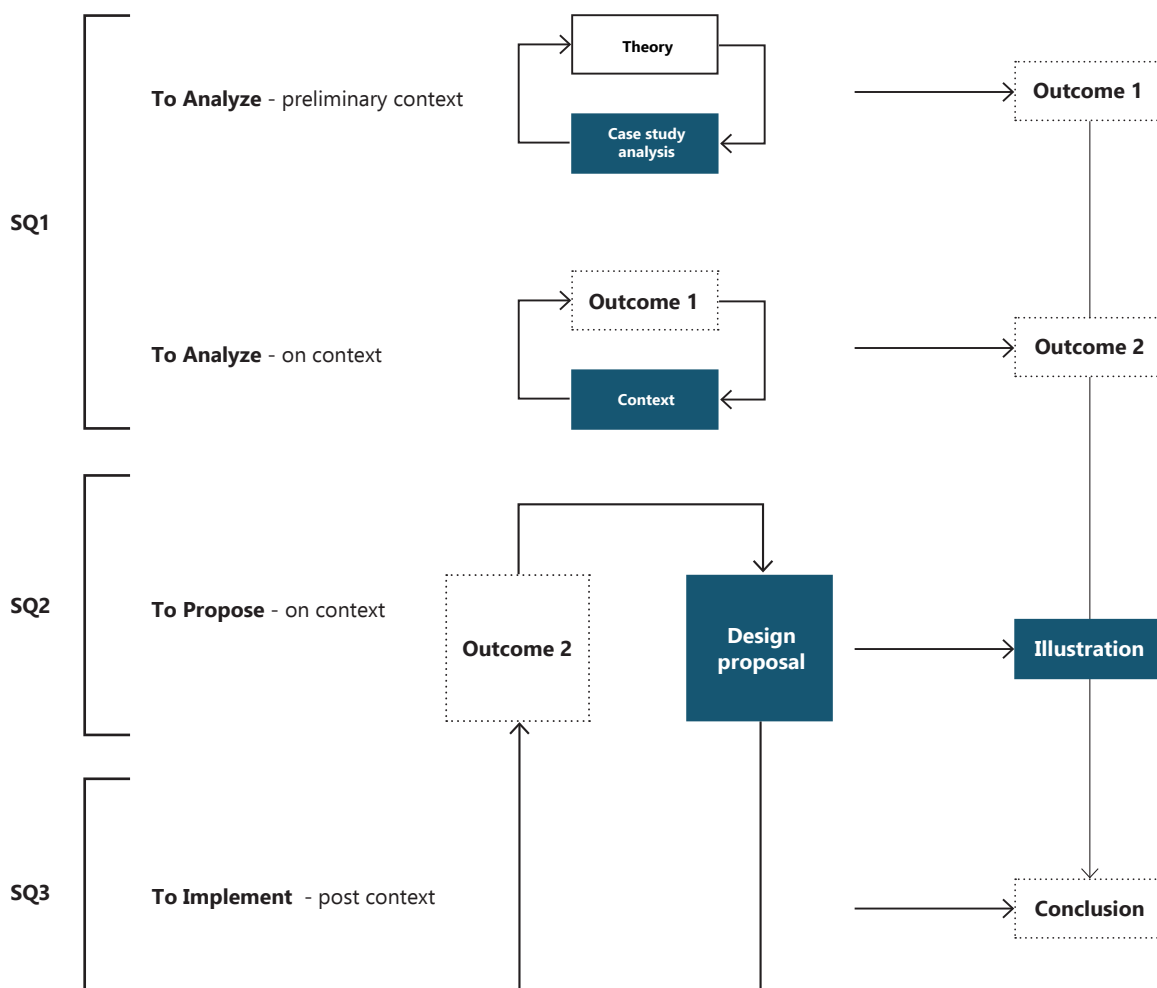 Theory
To Analyze - preliminary context
Outcome 1
Case study
analysis
SQ1
Outcome 1
To Analyze - on context
Outcome 2
Context
SQ2
To Propose - on context
Outcome 2
Design
proposal
Illustration
SQ3
To Implement - post context
Conclusion